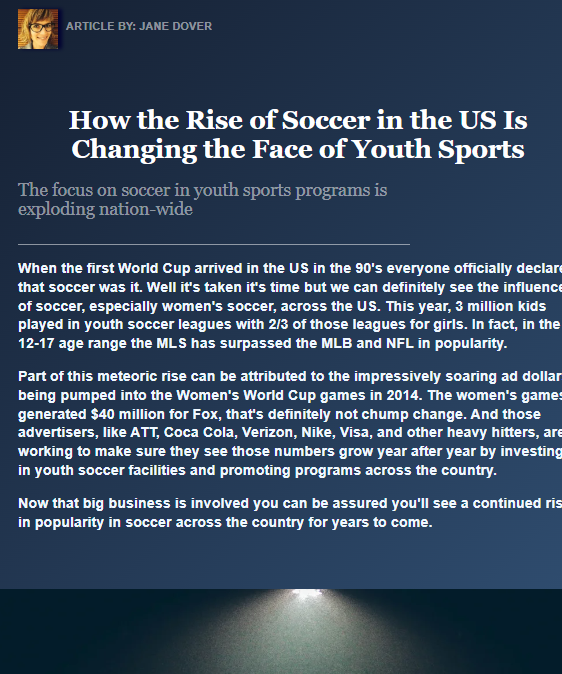 ARTICLE BY: JANE DOVER
How the Rise of Soccer in the US Is
Changing the Face of Youth Sports
The focus on soccer in youth sports programs is
exploding nation-wide
When the first World Cup arrived in the US in the 90's everyone officially declare
that soccer was it. Well it's taken it's time but we can definitely see the influence
of soccer, especially women's soccer, across the US. This year, 3 million kids
played in youth soccer leagues with 2/3 of those leagues for girls. In fact, in the
12-17 age range the MLS has surpassed the MLB and NFL in popularity.
Part of this meteoric rise can be attributed to the impressively soaring ad dollar
being pumped into the Women's World Cup games in 2014. The women's games
generated $40 million for Fox, that's definitely not chump change. And those
advertisers, like ATT, Coca Cola, Verizon, Nike, Visa, and other heavy hitters, are
working to make sure they see those numbers grow year after year by investing
in youth soccer facilities and promoting programs across the country.
Now that big business is involved you can be assured you'll see a continued ris
in popularity in soccer across the country for years to come.